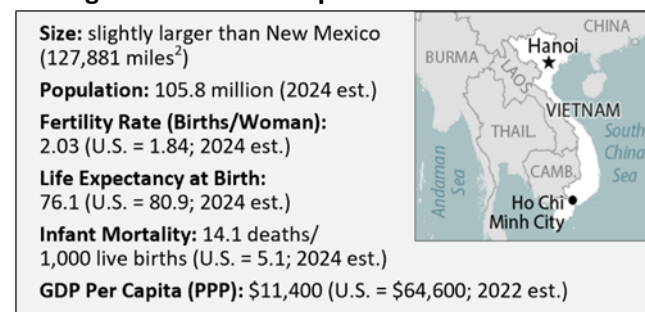 Size: slightly larger than New Mexico
(127,881 miles²)
Population: 105.8 million (2024 est.)
Fertility Rate (Births/Woman):
2.03 (U.S. = 1.84; 2024 est.)
Life Expectancy at Birth:
76.1 (U.S. = 80.9; 2024 est.)
Infant Mortality: 14.1 deaths/
1,000 live births (U.S. = 5.1; 2024 est.)
GDP Per Capita (PPP): $11,400 (U.S. = $64,600; 2022 est.)
CHINA
BURMA
Hanoi
LAOS
VIETNAM
THAIL.
South
China
Sea
Andaman
Sea
CAMB.
Ho Chi
Minh City